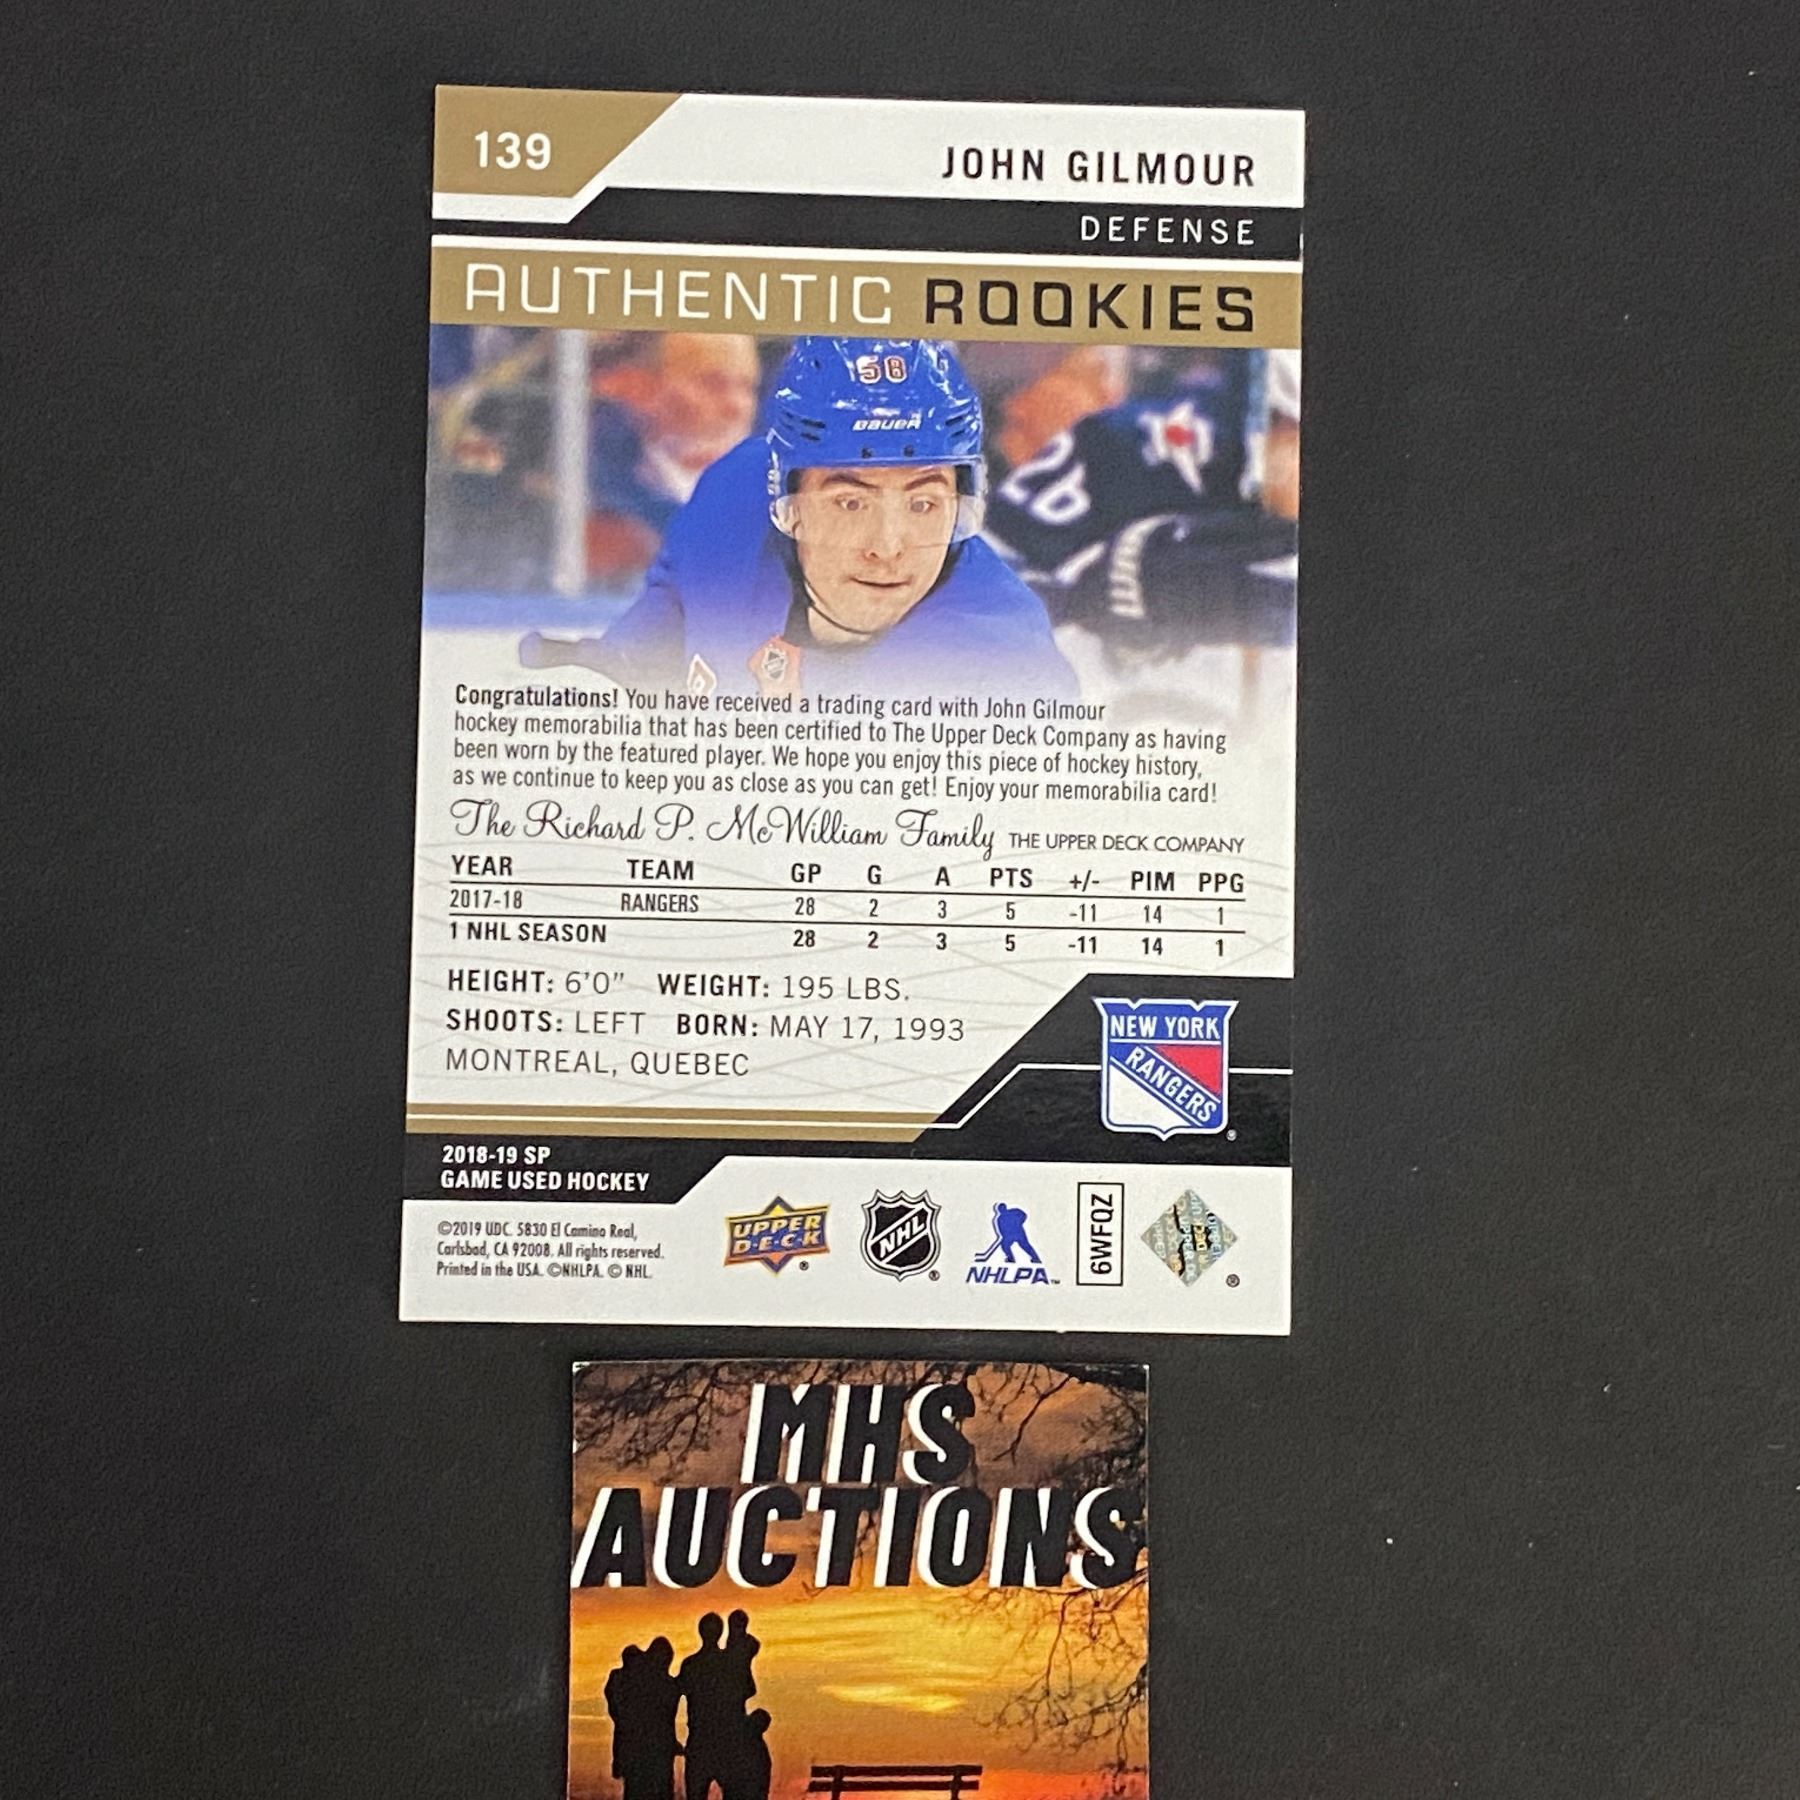 139
JOHN GILMOUR
DEFENSE
AUTHENTIC ROOKIES
58
BAUER
26
Congratulations! You have received a trading card with John Gilmour
hockey memorabilia that has been certified to The Upper Deck Company as having
been worn by the featured player. We hope you enjoy this piece of hockey history,
as we continue to keep you as close as you can get! Enjoy your memorabilia card!
The Richard P. McWilliam Family THE UPPER DECK COMPANY
YEAR TEAM GP G A PTS +/- PIM PPG
2017-18 RANGERS 28 2 3 5 -11 14 1
1 NHL SEASON 28 2 3 5 -11 14 1
HEIGHT: 6'0" WEIGHT: 195 LBS.
SHOOTS: LEFT BORN: MAY 17, 1993
MONTREAL, QUEBEC
NEW YORK
RANGERS
®
2018-19 SP
GAME USED HOCKEY
©2019 UDC. 5830 El Camino Real,
Carlsbad, CA 92008. All rights reserved.
Printed in the USA. ©NHLPA. © NHL.
UPPER
D·E·C·K
®
NHL
®
NHLPA™
6WFQZ
®
MHS
AUCTIONS